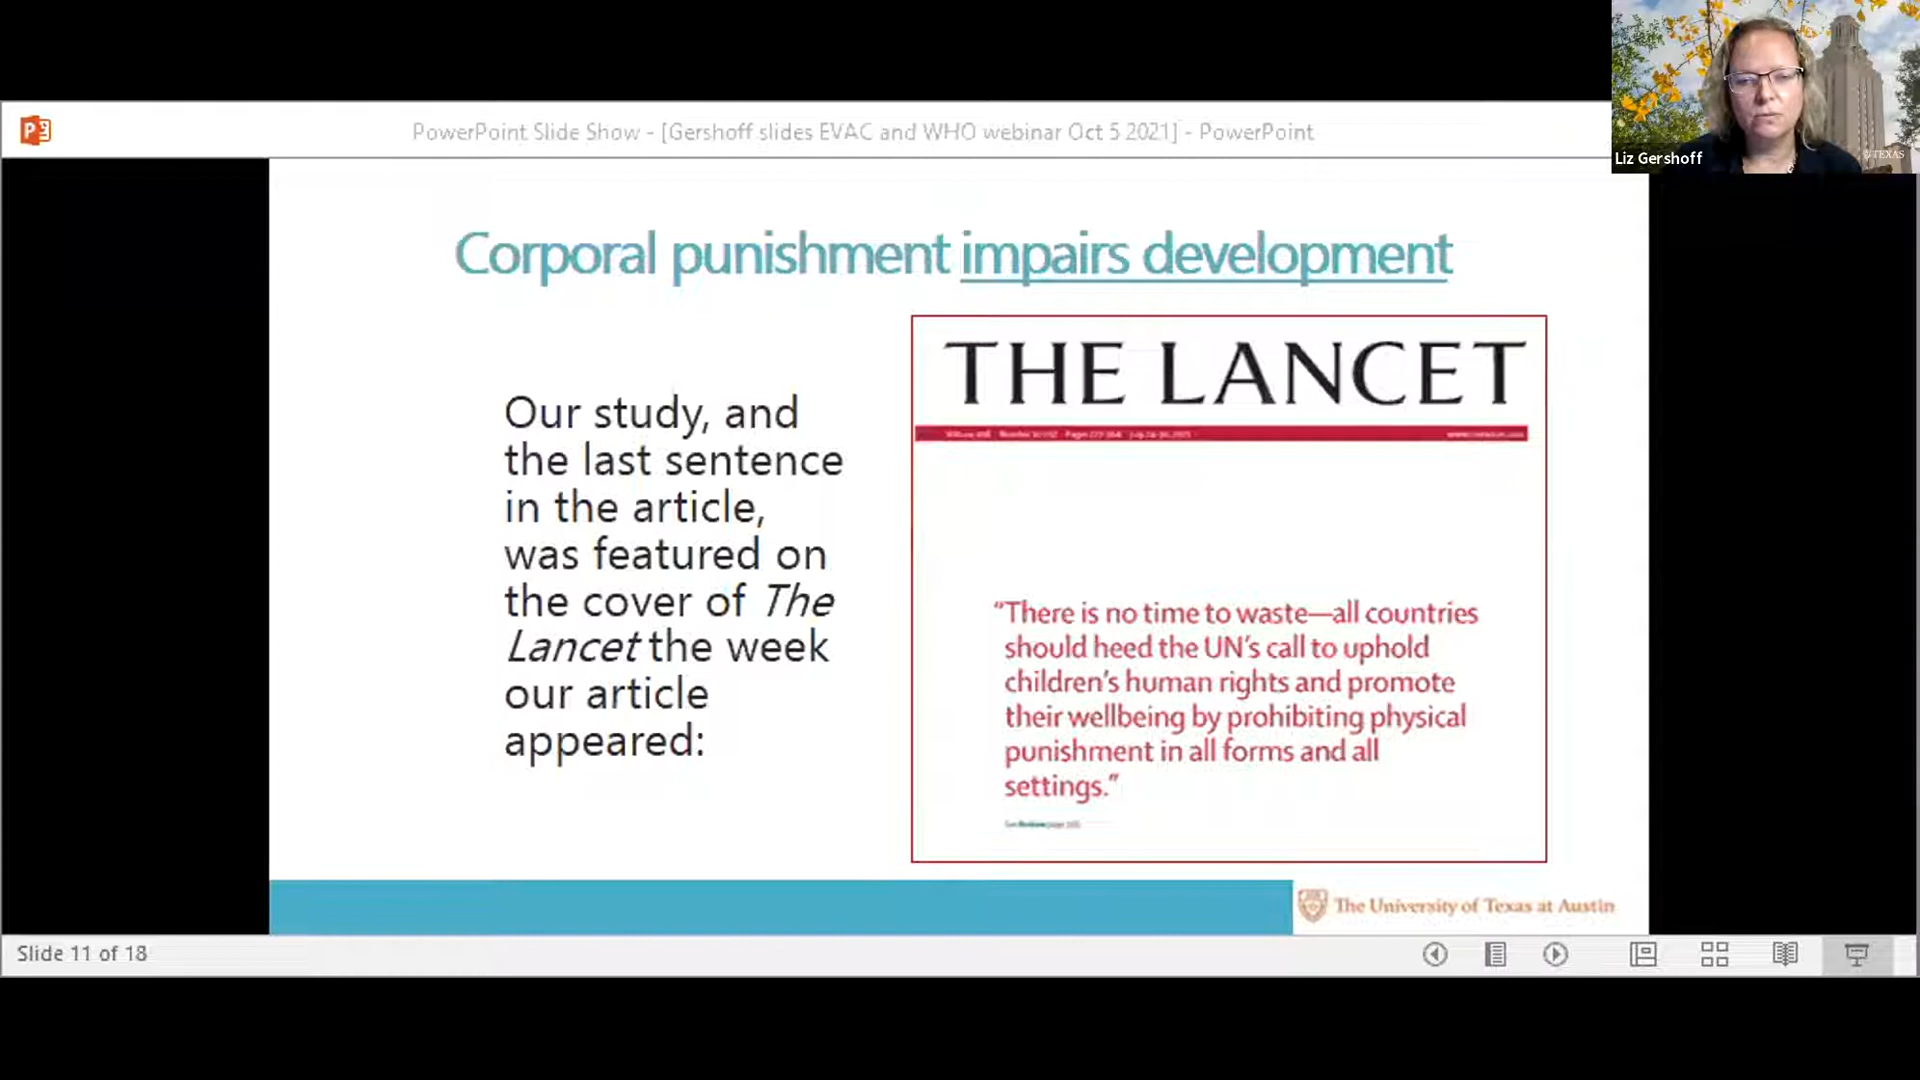 PowerPoint Slide Show - [Gershoff slides EVAC and WHO webinar Oct 5 2021] - PowerPoint
Liz Gershoff
TEXAS
Corporal punishment impairs development
Our study, and
the last sentence
in the article,
was featured on
the cover of The
Lancet the week
our article
appeared:
THE LANCET
“There is no time to waste—all countries
should heed the UN’s call to uphold
children’s human rights and promote
their wellbeing by prohibiting physical
punishment in all forms and all
settings.”
The University of Texas at Austin
Slide 11 of 18